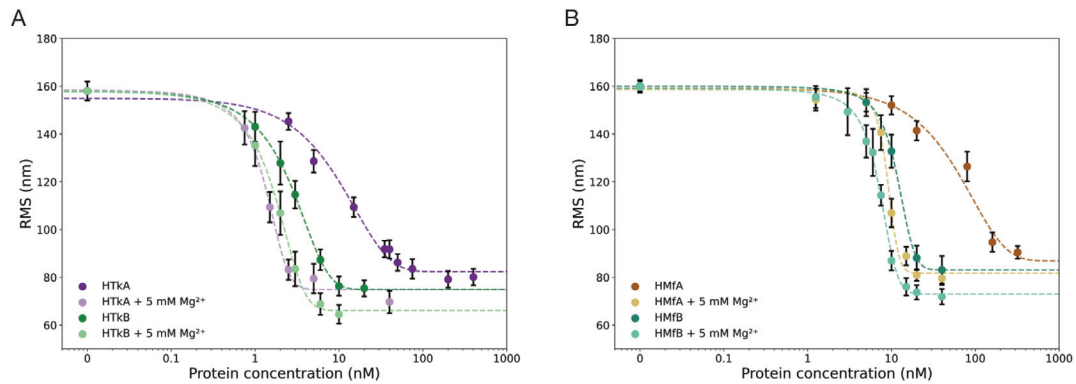 A
180
160
140
120
100
80
60
RMS (nm)
HTkA
HTkA + 5 mM Mg²⁺
HTkB
HTkB + 5 mM Mg²⁺
0 0.1 1 10 100 1000
Protein concentration (nM)
B
180
160
140
120
100
80
60
RMS (nm)
HMfA
HMfA + 5 mM Mg²⁺
HMfB
HMfB + 5 mM Mg²⁺
0 0.1 1 10 100 1000
Protein concentration (nM)